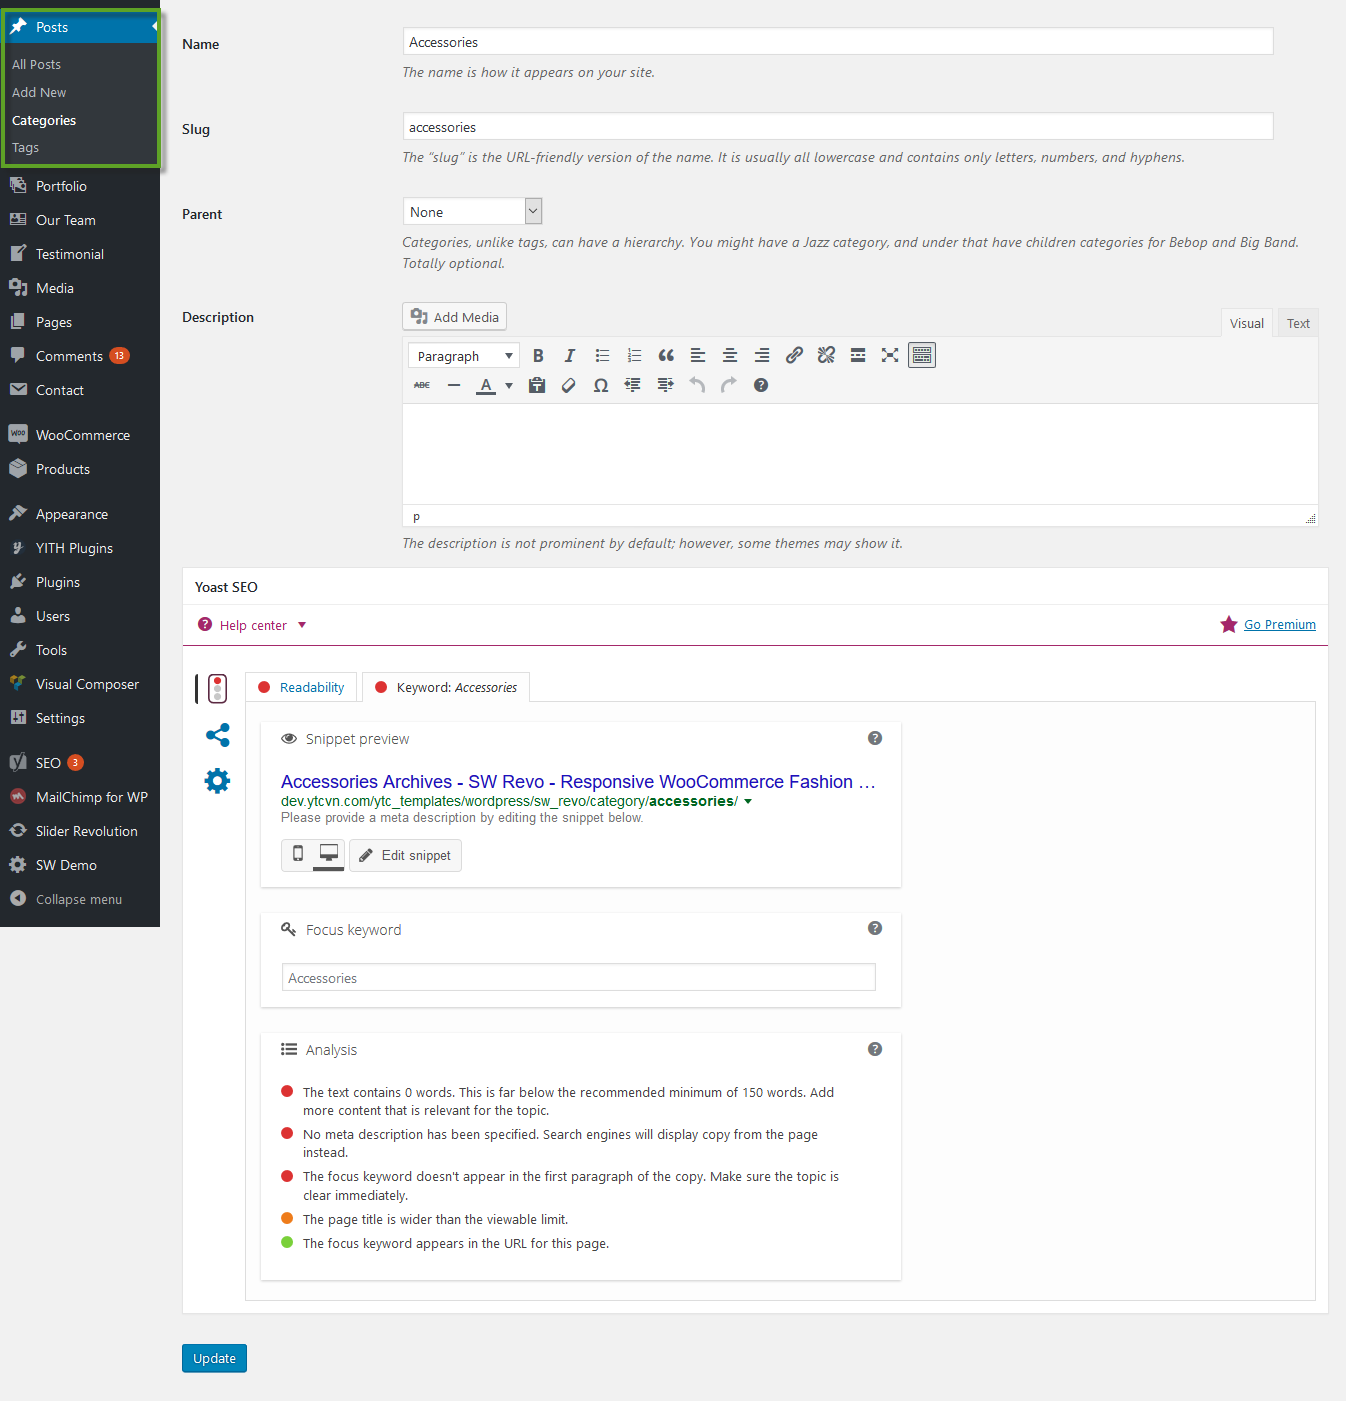 Posts
All Posts
Add New
Categories
Tags
Portfolio
Our Team
Testimonial
Media
Pages
Comments 13
Contact
WooCommerce
Products
Appearance
YITH Plugins
Plugins
Users
Tools
Visual Composer
Settings
SEO 3
MailChimp for WP
Slider Revolution
SW Demo
Collapse menu
Name
Accessories
The name is how it appears on your site.
Slug
accessories
The “slug” is the URL-friendly version of the name. It is usually all lowercase and contains only letters, numbers, and hyphens.
Parent
None
Categories, unlike tags, can have a hierarchy. You might have a Jazz category, and under that have children categories for Bebop and Big Band.
Totally optional.
Description
Add Media
Visual Text
Paragraph B I
ABC A Ω
p
The description is not prominent by default; however, some themes may show it.
Yoast SEO
Help center
Go Premium
Readability
Keyword: Accessories
Snippet preview
Accessories Archives - SW Revo - Responsive WooCommerce Fashion ...
dev.ytcvn.com/ytc_templates/wordpress/sw_revo/category/accessories/
Please provide a meta description by editing the snippet below.
Edit snippet
Focus keyword
Accessories
Analysis
The text contains 0 words. This is far below the recommended minimum of 150 words. Add
more content that is relevant for the topic.
No meta description has been specified. Search engines will display copy from the page
instead.
The focus keyword doesn't appear in the first paragraph of the copy. Make sure the topic is
clear immediately.
The page title is wider than the viewable limit.
The focus keyword appears in the URL for this page.
Update